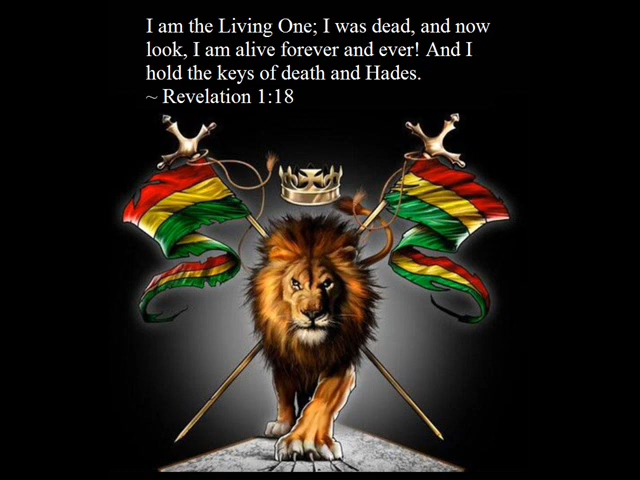 I am the Living One; I was dead, and now
look, I am alive forever and ever! And I
hold the keys of death and Hades.
~ Revelation 1:18